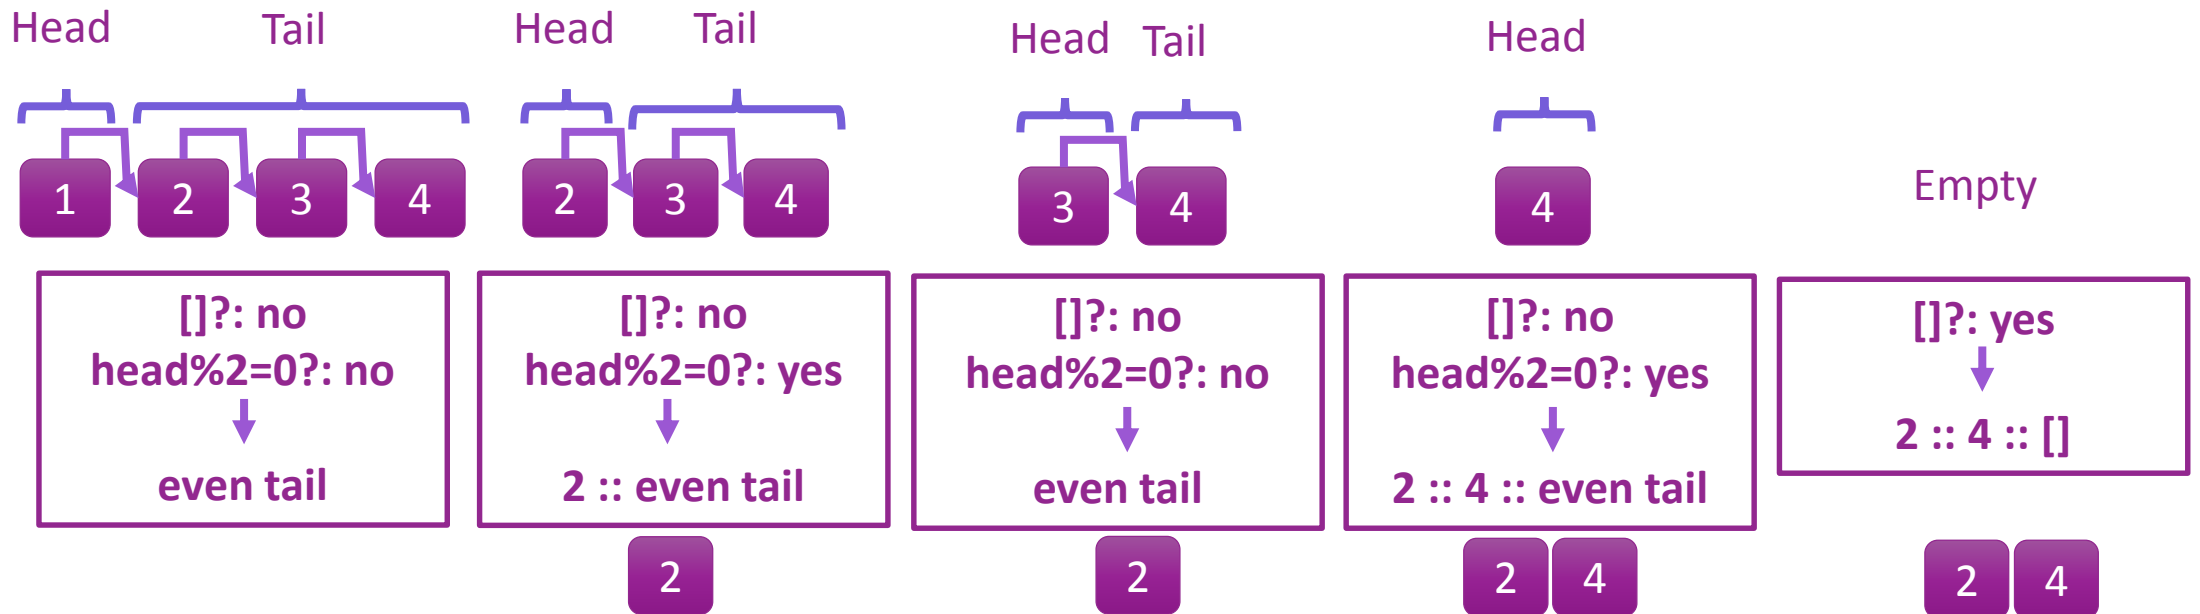 Head Tail
1 2 3 4
[]?: no
head%2=0?: no
even tail
Head Tail
2 3 4
[]?: no
head%2=0?: yes
2 :: even tail
2
Head Tail
3 4
[]?: no
head%2=0?: no
even tail
2
Head
4
[]?: no
head%2=0?: yes
2 :: 4 :: even tail
2 4
Empty
[]?: yes
2 :: 4 :: []
2 4